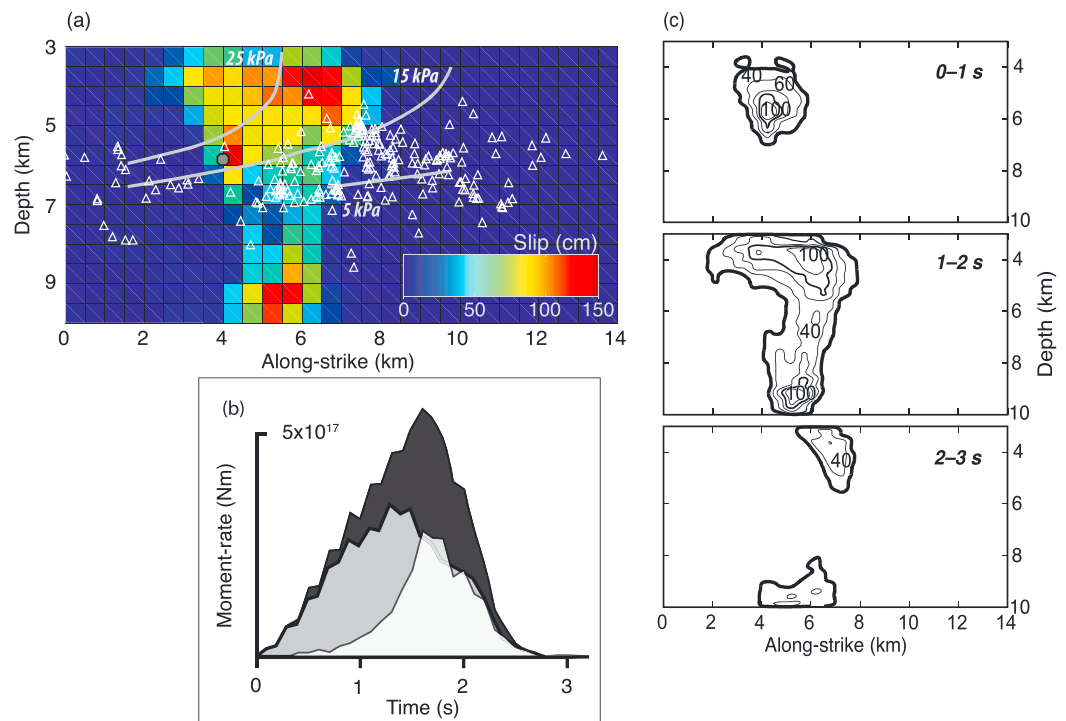 (a)
3
5
7
9
Depth (km)
25 kPa
15 kPa
5 kPa
Slip (cm)
0 50 100 150
0 2 4 6 8 10 12 14
Along-strike (km)
(b)
5x10¹⁷
Moment-rate (Nm)
0 1 2 3
Time (s)
(c)
0–1 s
40
60
100
4
6
8
10
1–2 s
100
40
100
4
6
8
10
Depth (km)
2–3 s
40
4
6
8
10
0 2 4 6 8 10 12 14
Along-strike (km)